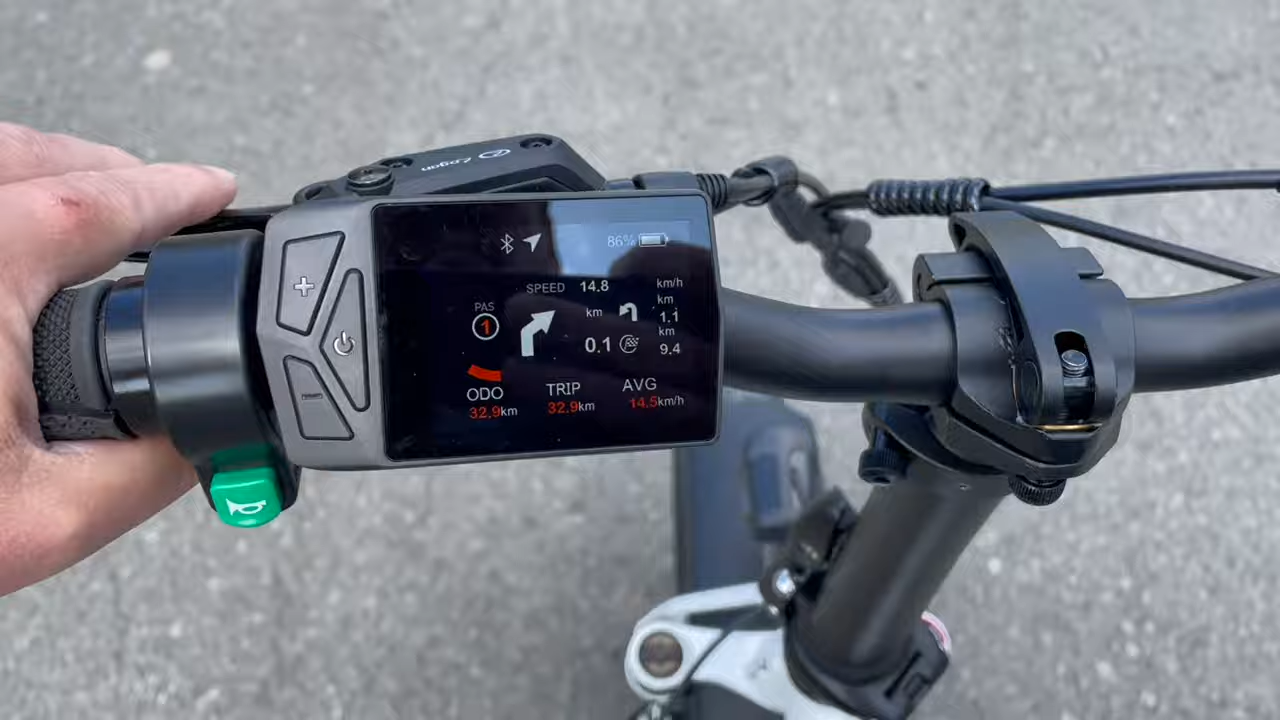 Logan
86%
SPEED 14.8 km/h
PAS
1
km
km
1.1
0.1
km
9.4
ODO
32.9km
TRIP
32.9km
AVG
14.5km/h